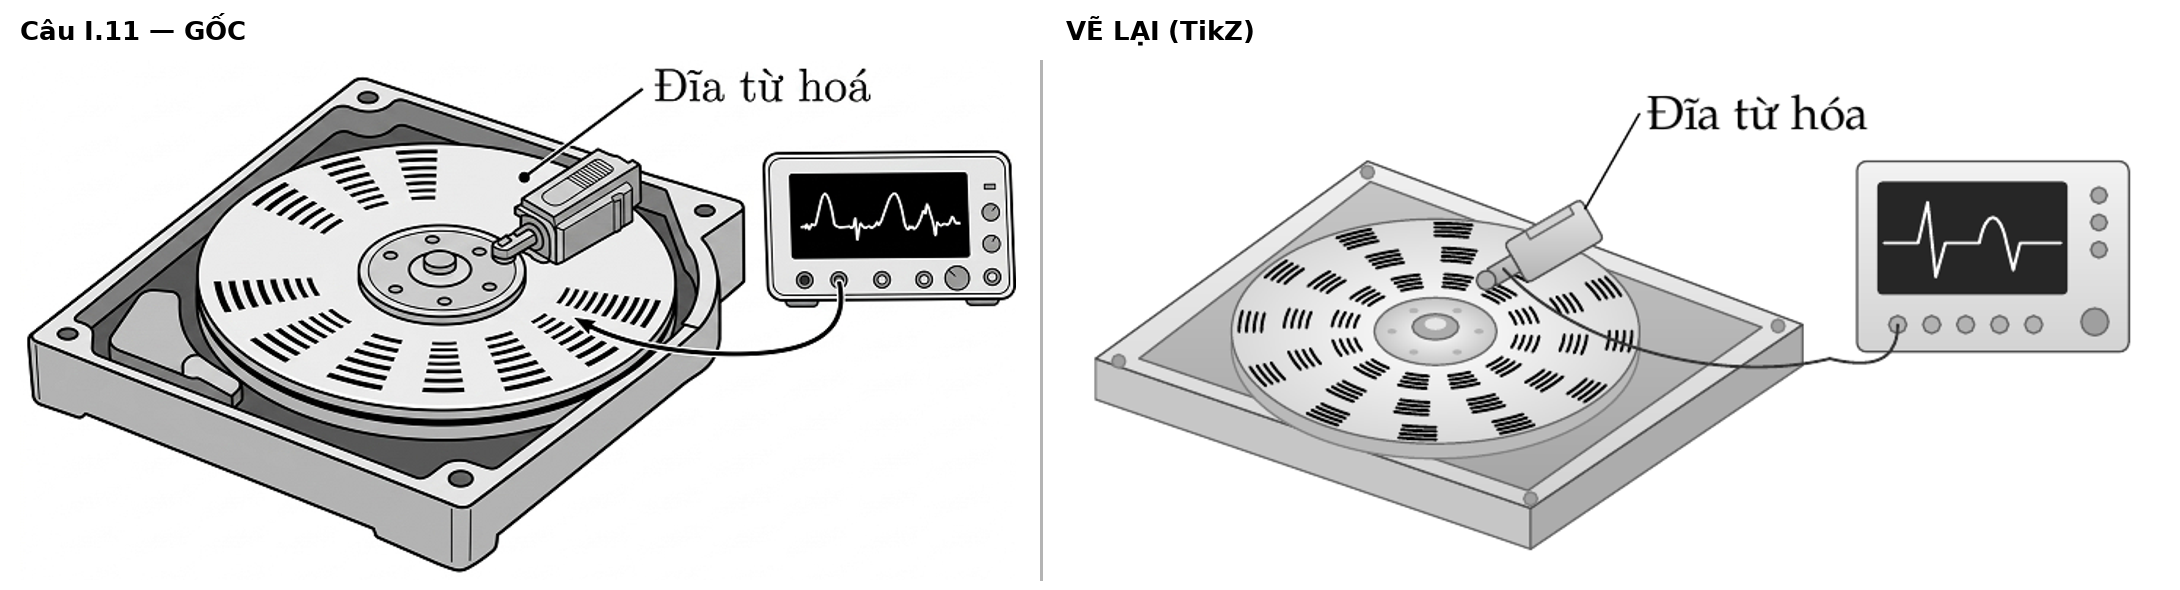 Câu I.11 — GỐC
VẼ LẠI (TikZ)
Đĩa từ hoá
Đĩa từ hóa